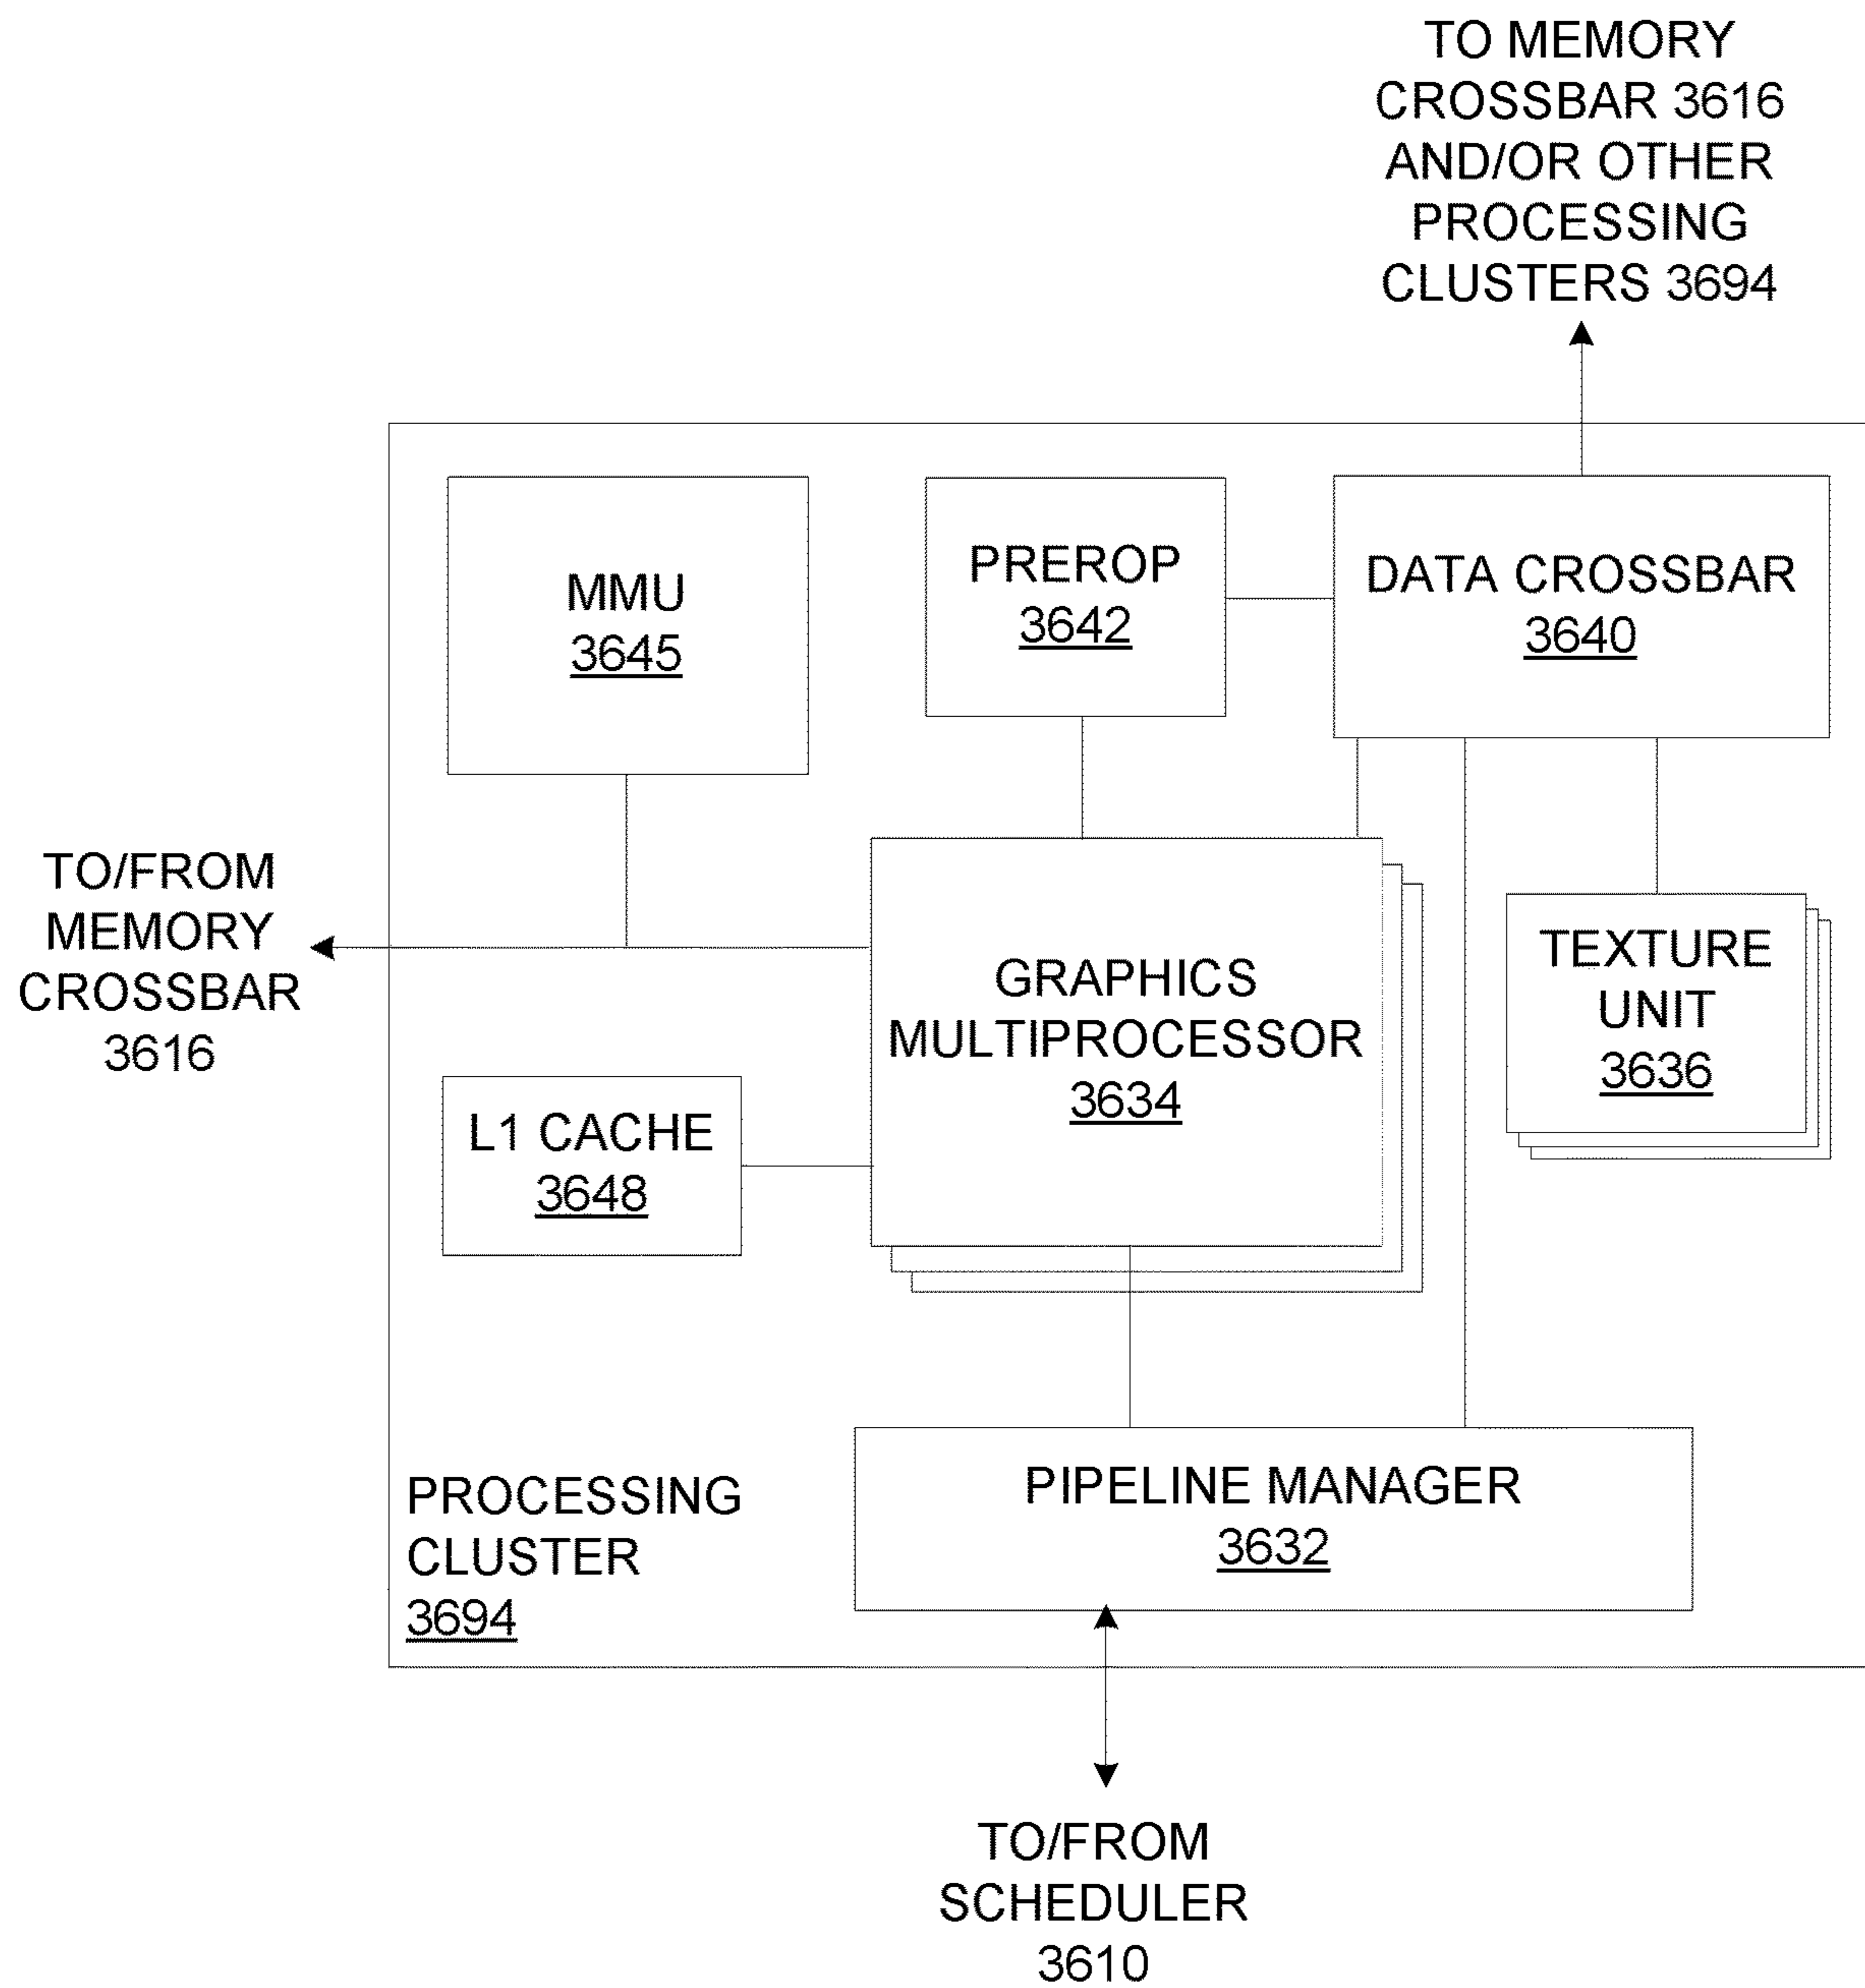 TO MEMORY
CROSSBAR 3616
AND/OR OTHER
PROCESSING
CLUSTERS 3694
MMU
3645
PREROP
3642
DATA CROSSBAR
3640
TO/FROM
MEMORY
CROSSBAR
3616
GRAPHICS
MULTIPROCESSOR
3634
TEXTURE
UNIT
3636
L1 CACHE
3648
PROCESSING
CLUSTER
3694
PIPELINE MANAGER
3632
TO/FROM
SCHEDULER
3610